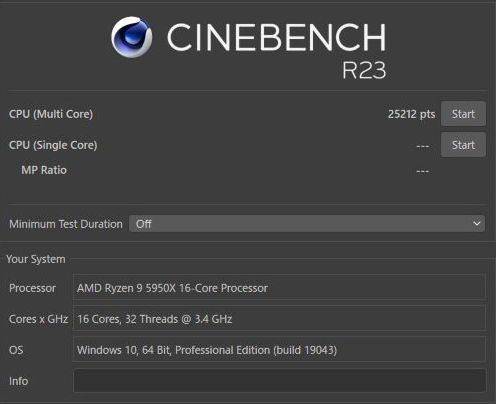 CINEBENCH
R23
CPU (Multi Core) 25212 pts Start
CPU (Single Core) --- Start
MP Ratio ---
Minimum Test Duration Off
Your System
Processor AMD Ryzen 9 5950X 16-Core Processor
Cores x GHz 16 Cores, 32 Threads @ 3.4 GHz
OS Windows 10, 64 Bit, Professional Edition (build 19043)
Info